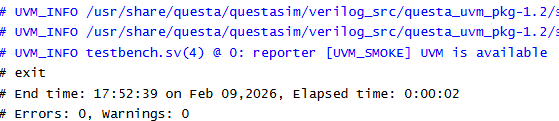 # UVM_INFO /usr/share/questa/questasim/verilog_src/questa_uvm_pkg-1.2/s
# UVM_INFO /usr/share/questa/questasim/verilog_src/questa_uvm_pkg-1.2/s
# UVM_INFO testbench.sv(4) @ 0: reporter [UVM_SMOKE] UVM is available
# exit
# End time: 17:52:39 on Feb 09,2026, Elapsed time: 0:00:02
# Errors: 0, Warnings: 0